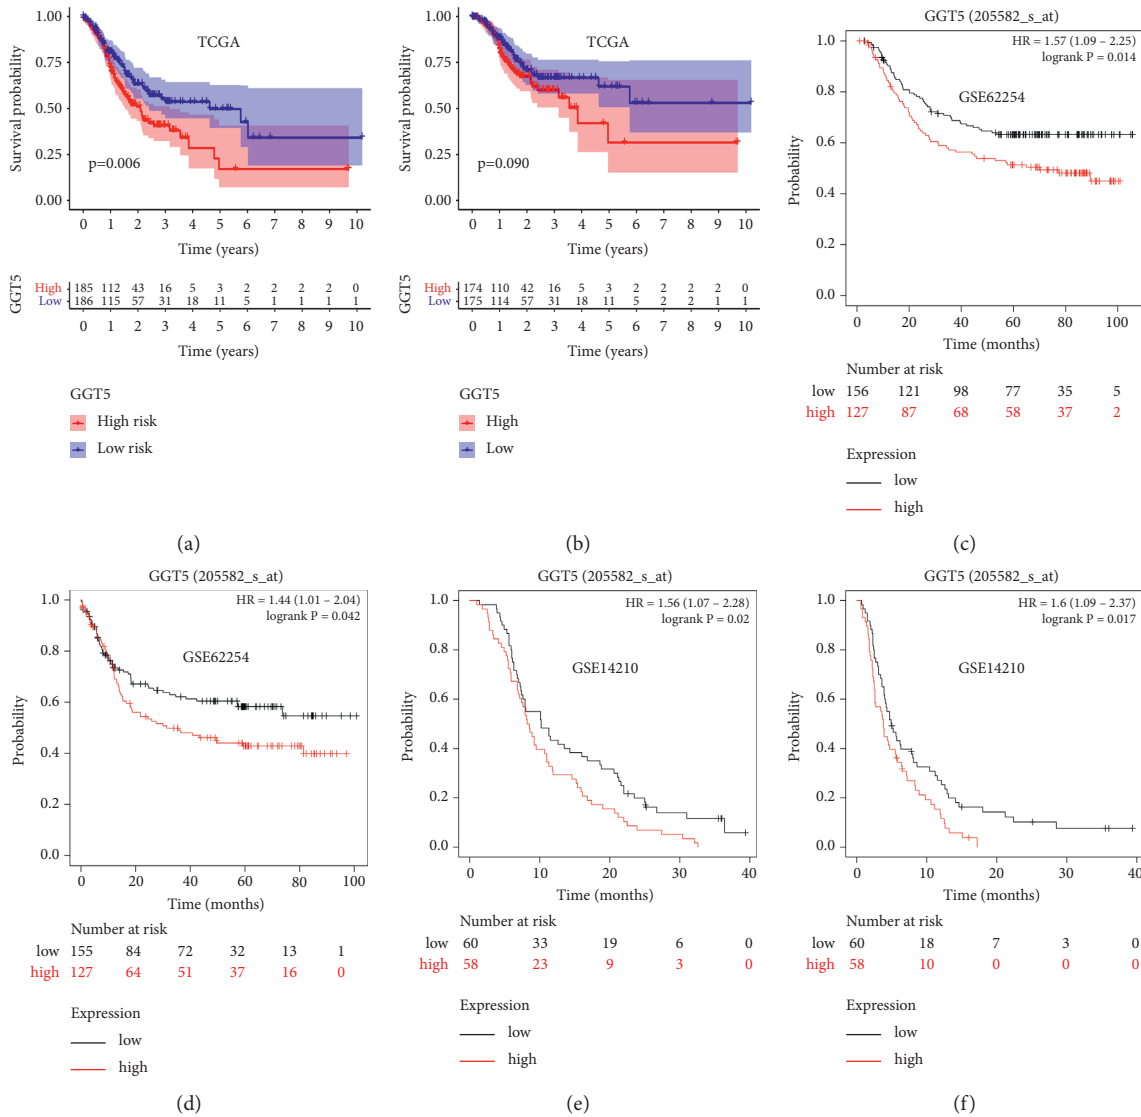 TCGA
Survival probability
1.00
0.75
0.50
0.25
0.00
p=0.006
0 1 2 3 4 5 6 7 8 9 10
Time (years)
GGT5
High 185 112 43 16 5 3 2 2 2 2 0
Low 186 115 57 31 18 11 5 1 1 1 1
0 1 2 3 4 5 6 7 8 9 10
Time (years)
GGT5
High risk
Low risk
(a)
TCGA
Survival probability
1.00
0.75
0.50
0.25
0.00
p=0.090
0 1 2 3 4 5 6 7 8 9 10
Time (years)
GGT5
High 174 110 42 16 5 3 2 2 2 2 0
Low 175 114 57 31 18 11 5 2 2 1 1
0 1 2 3 4 5 6 7 8 9 10
Time (years)
GGT5
High
Low
(b)
GGT5 (205582_s_at)
HR = 1.57 (1.09 – 2.25)
logrank P = 0.014
GSE62254
Probability
1.0
0.8
0.6
0.4
0.2
0.0
0 20 40 60 80 100
Time (months)
Number at risk
low 156 121 98 77 35 5
high 127 87 68 58 37 2
Expression
low
high
(c)
GGT5 (205582_s_at)
HR = 1.44 (1.01 – 2.04)
logrank P = 0.042
GSE62254
Probability
1.0
0.8
0.6
0.4
0.2
0.0
0 20 40 60 80 100
Time (months)
Number at risk
low 155 84 72 32 13 1
high 127 64 51 37 16 0
Expression
low
high
(d)
GGT5 (205582_s_at)
HR = 1.56 (1.07 – 2.28)
logrank P = 0.02
GSE14210
Probability
1.0
0.8
0.6
0.4
0.2
0.0
0 10 20 30 40
Time (months)
Number at risk
low 60 33 19 6 0
high 58 23 9 3 0
Expression
low
high
(e)
GGT5 (205582_s_at)
HR = 1.6 (1.09 – 2.37)
logrank P = 0.017
GSE14210
Probability
1.0
0.8
0.6
0.4
0.2
0.0
0 10 20 30 40
Time (months)
Number at risk
low 60 18 7 3 0
high 58 10 0 0 0
Expression
low
high
(f)